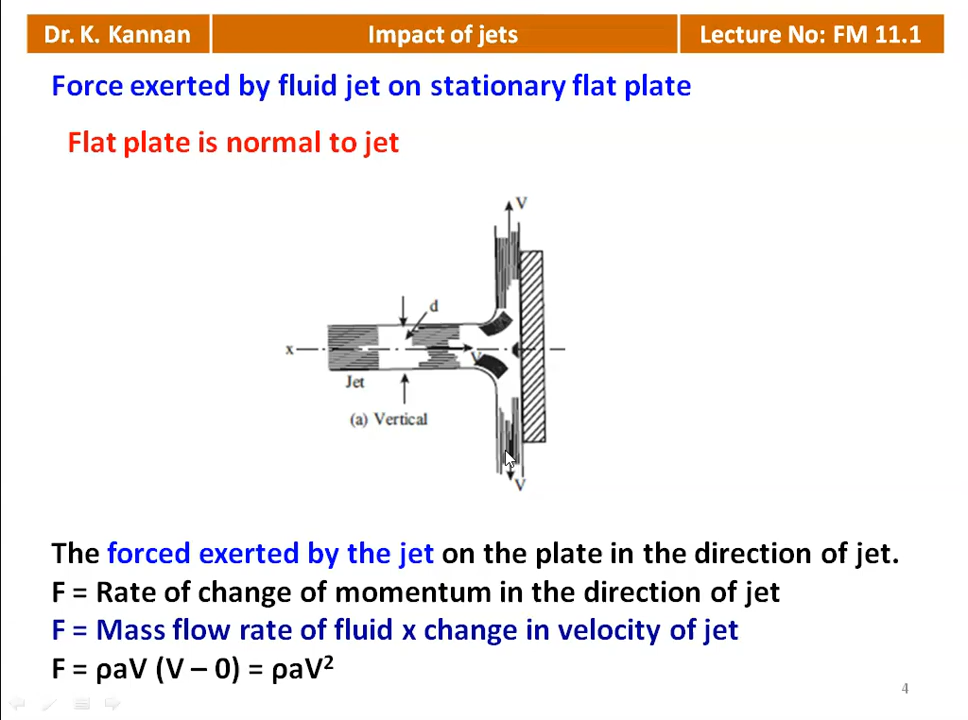 Dr. K. Kannan Impact of jets Lecture No: FM 11.1
Force exerted by fluid jet on stationary flat plate
Flat plate is normal to jet
V
d
x
V
Jet
(a) Vertical
V
The forced exerted by the jet on the plate in the direction of jet.
F = Rate of change of momentum in the direction of jet
F = Mass flow rate of fluid x change in velocity of jet
F = ρaV (V – 0) = ρaV²
4